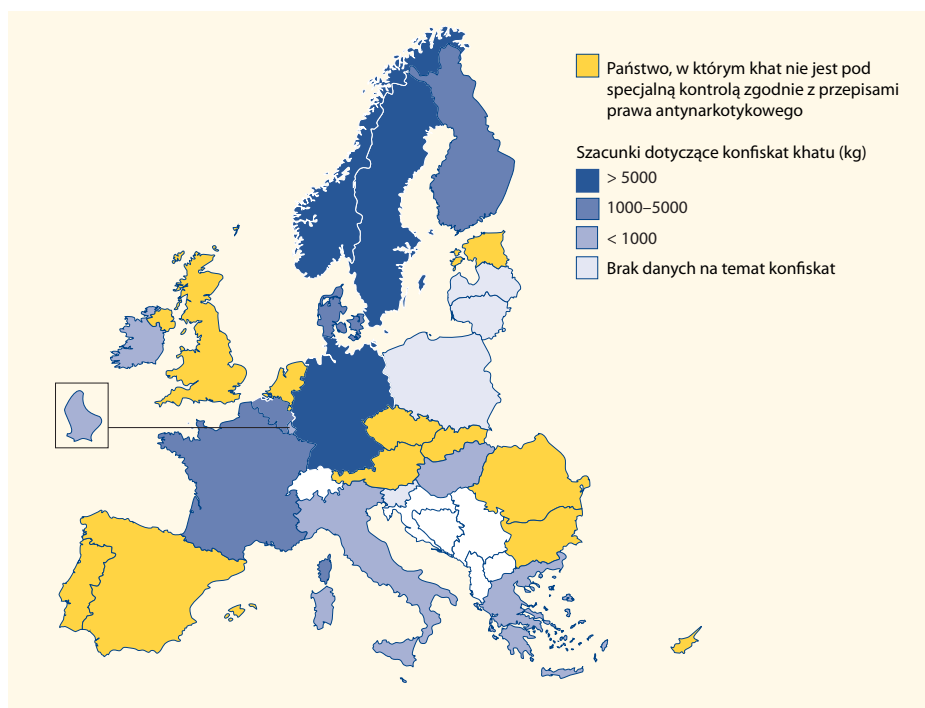 Państwo, w którym khat nie jest pod
specjalną kontrolą zgodnie z przepisami
prawa antynarkotykowego
Szacunki dotyczące konfiskat khatu (kg)
> 5000
1000–5000
< 1000
Brak danych na temat konfiskat